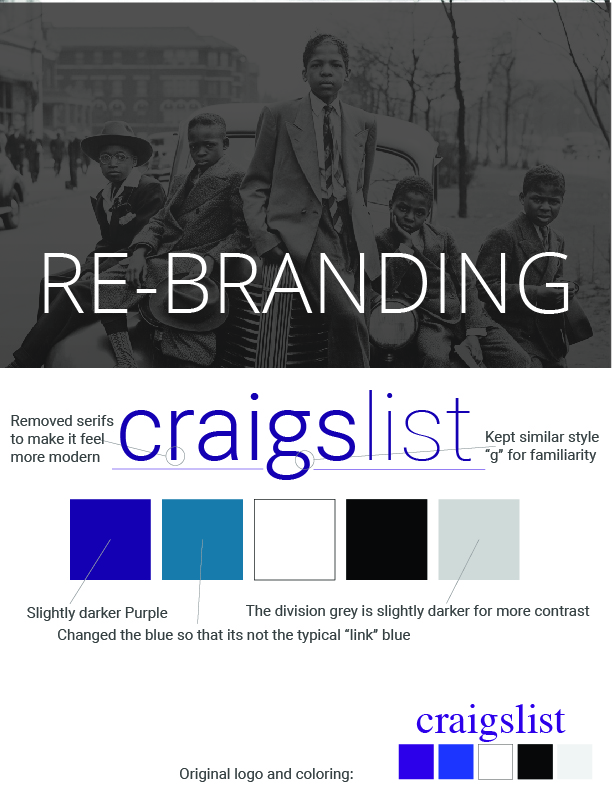 RE-BRANDING
Removed serifs
to make it feel
more modern
craigslist
Kept similar style
“g” for familiarity
Slightly darker Purple
The division grey is slightly darker for more contrast
Changed the blue so that its not the typical “link” blue
craigslist
Original logo and coloring: